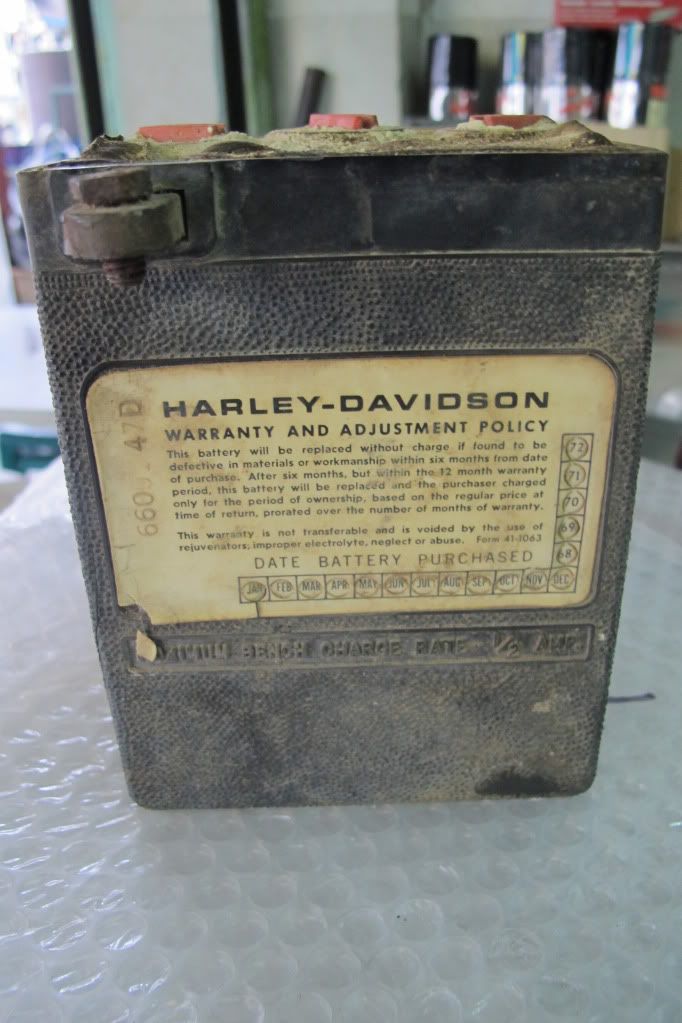 HARLEY-DAVIDSON
WARRANTY AND ADJUSTMENT POLICY
This battery will be replaced without charge if found to be
defective in materials or workmanship within six months from date
of purchase. After six months, but within the 12 month warranty
period, this battery will be replaced and the purchaser charged
only for the period of ownership, based on the regular price at
time of return, prorated over the number of months of warranty.
This warranty is not transferable and is voided by the use of
rejuvenators, improper electrolyte, neglect or abuse. Form 41-1063
DATE BATTERY PURCHASED
72
71
70
69
68
JAN FEB MAR APR MAY JUN JUL AUG SEP OCT NOV DEC
BENCH CHARGE RATE
47D